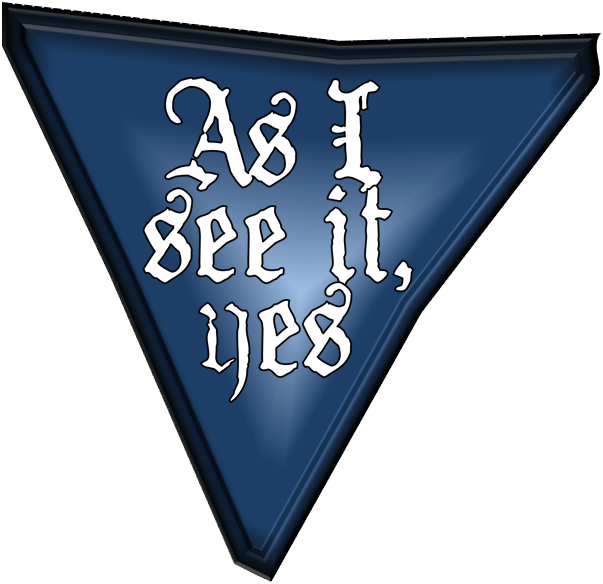 As I
see it,
yes